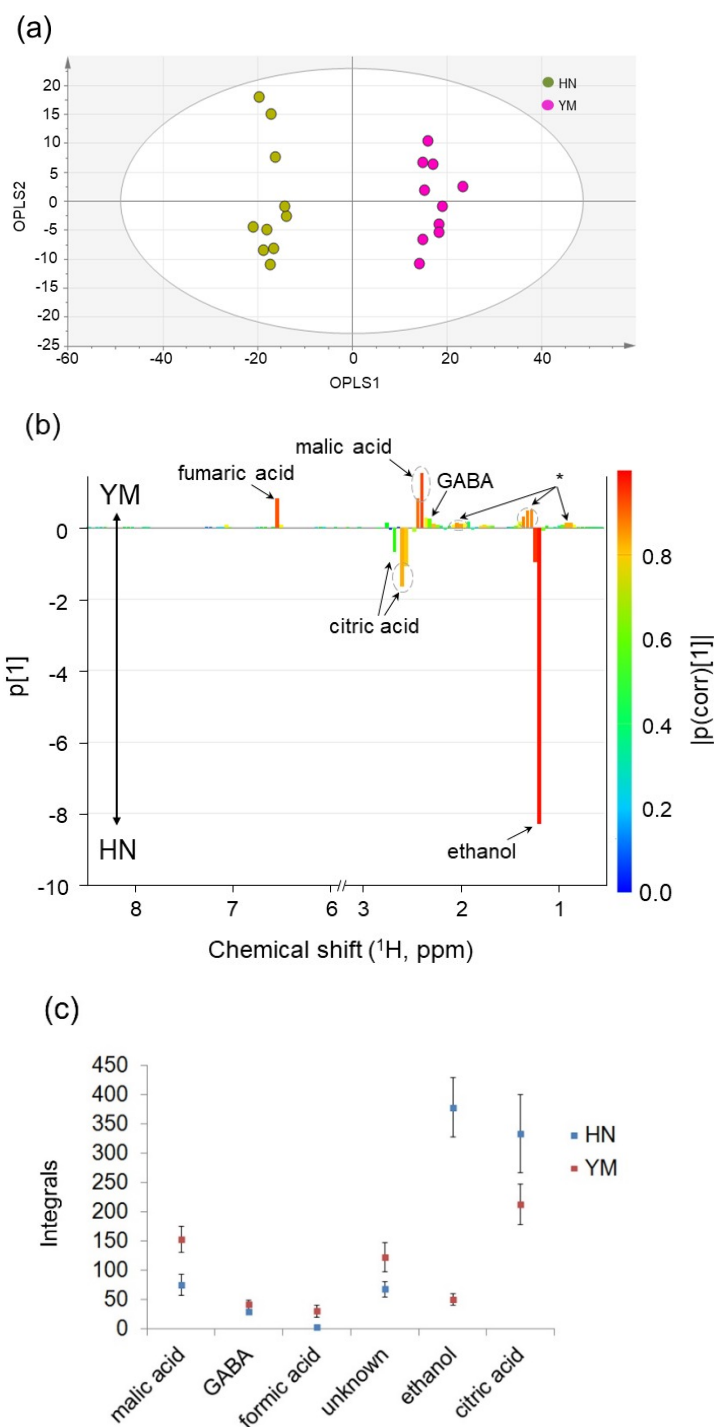 (a)
20
15
10
5
0
-5
-10
-15
-20
-25
OPLS2
-60
-40
-20
0
20
40
OPLS1
HN
YM
(b)
malic acid
fumaric acid
GABA
*
YM
citric acid
HN
ethanol
0
-2
-4
-6
-8
-10
p[1]
8
7
6
3
2
1
Chemical shift (¹H, ppm)
0.8
0.6
0.4
0.2
0.0
|p(corr)[1]|
(c)
450
400
350
300
250
200
150
100
50
0
Integrals
HN
YM
malic acid
GABA
formic acid
unknown
ethanol
citric acid